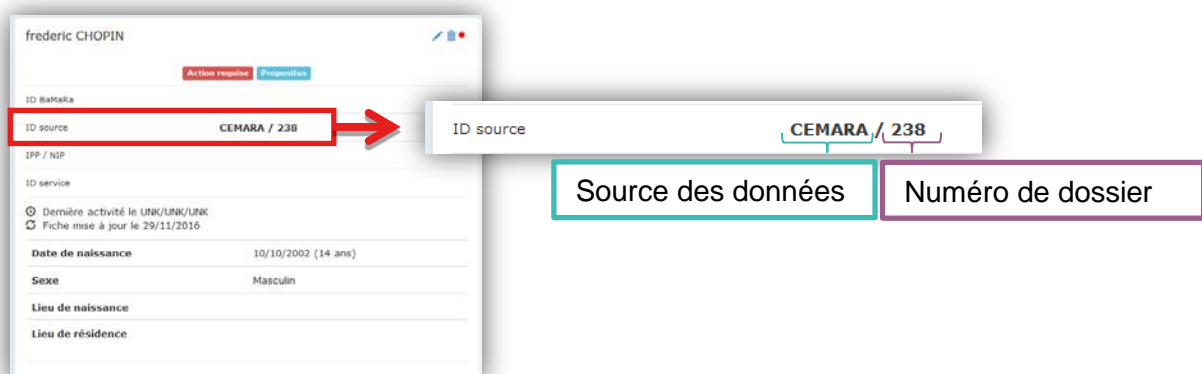 frederic CHOPIN
Action requise Propositus
ID BaMaRa
ID source CEMARA / 238
IPP / NIP
ID service
Dernière activité le UNK/UNK/UNK
Fiche mise à jour le 29/11/2016
Date de naissance 10/10/2002 (14 ans)
Sexe Masculin
Lieu de naissance
Lieu de résidence
ID source CEMARA / 238
Source des données Numéro de dossier